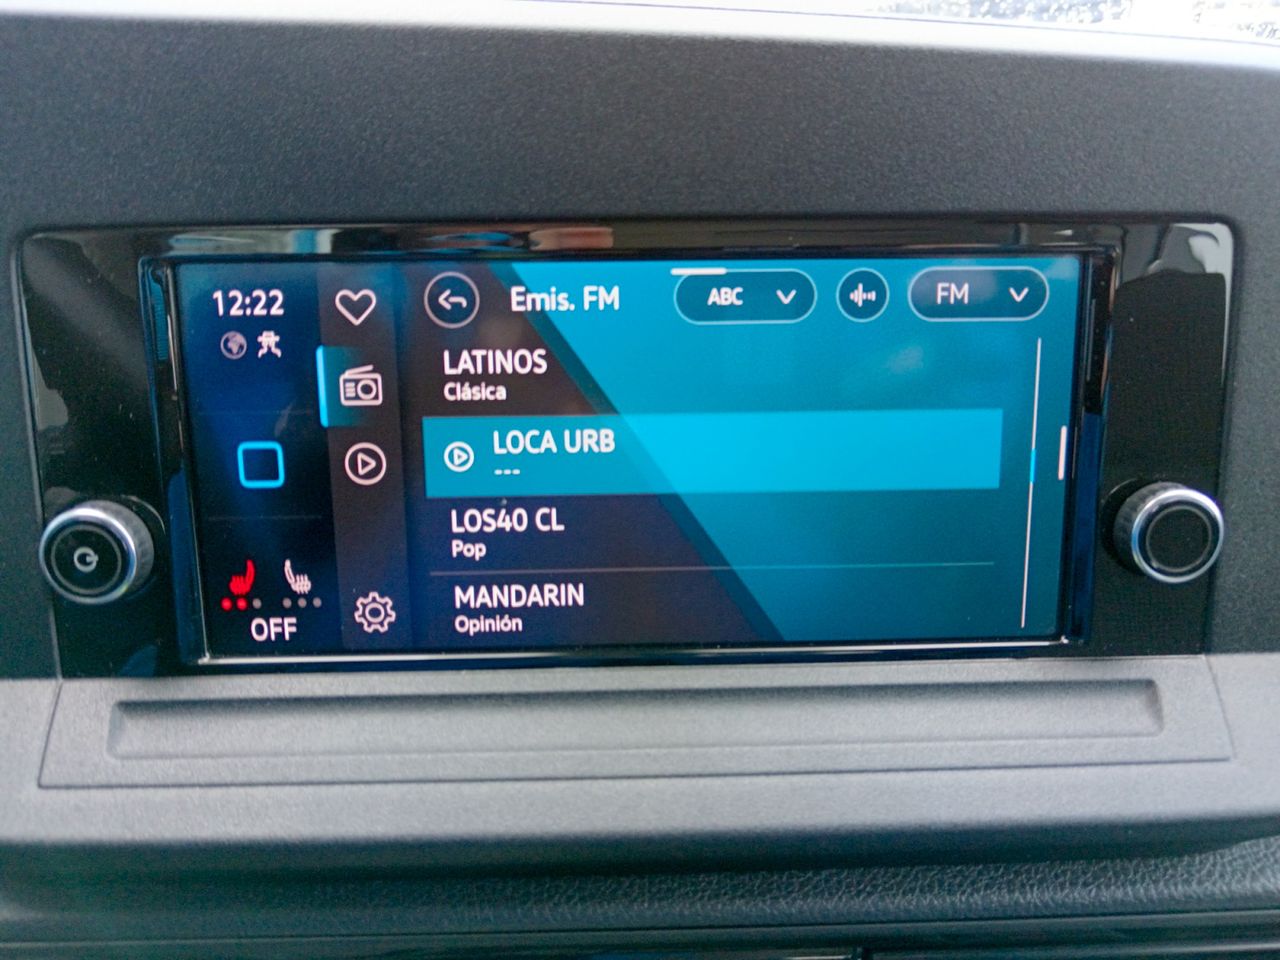 12:22
Emis. FM
ABC
FM
LATINOS
Clásica
LOCA URB
---
LOS40 CL
Pop
MANDARIN
Opinión
OFF